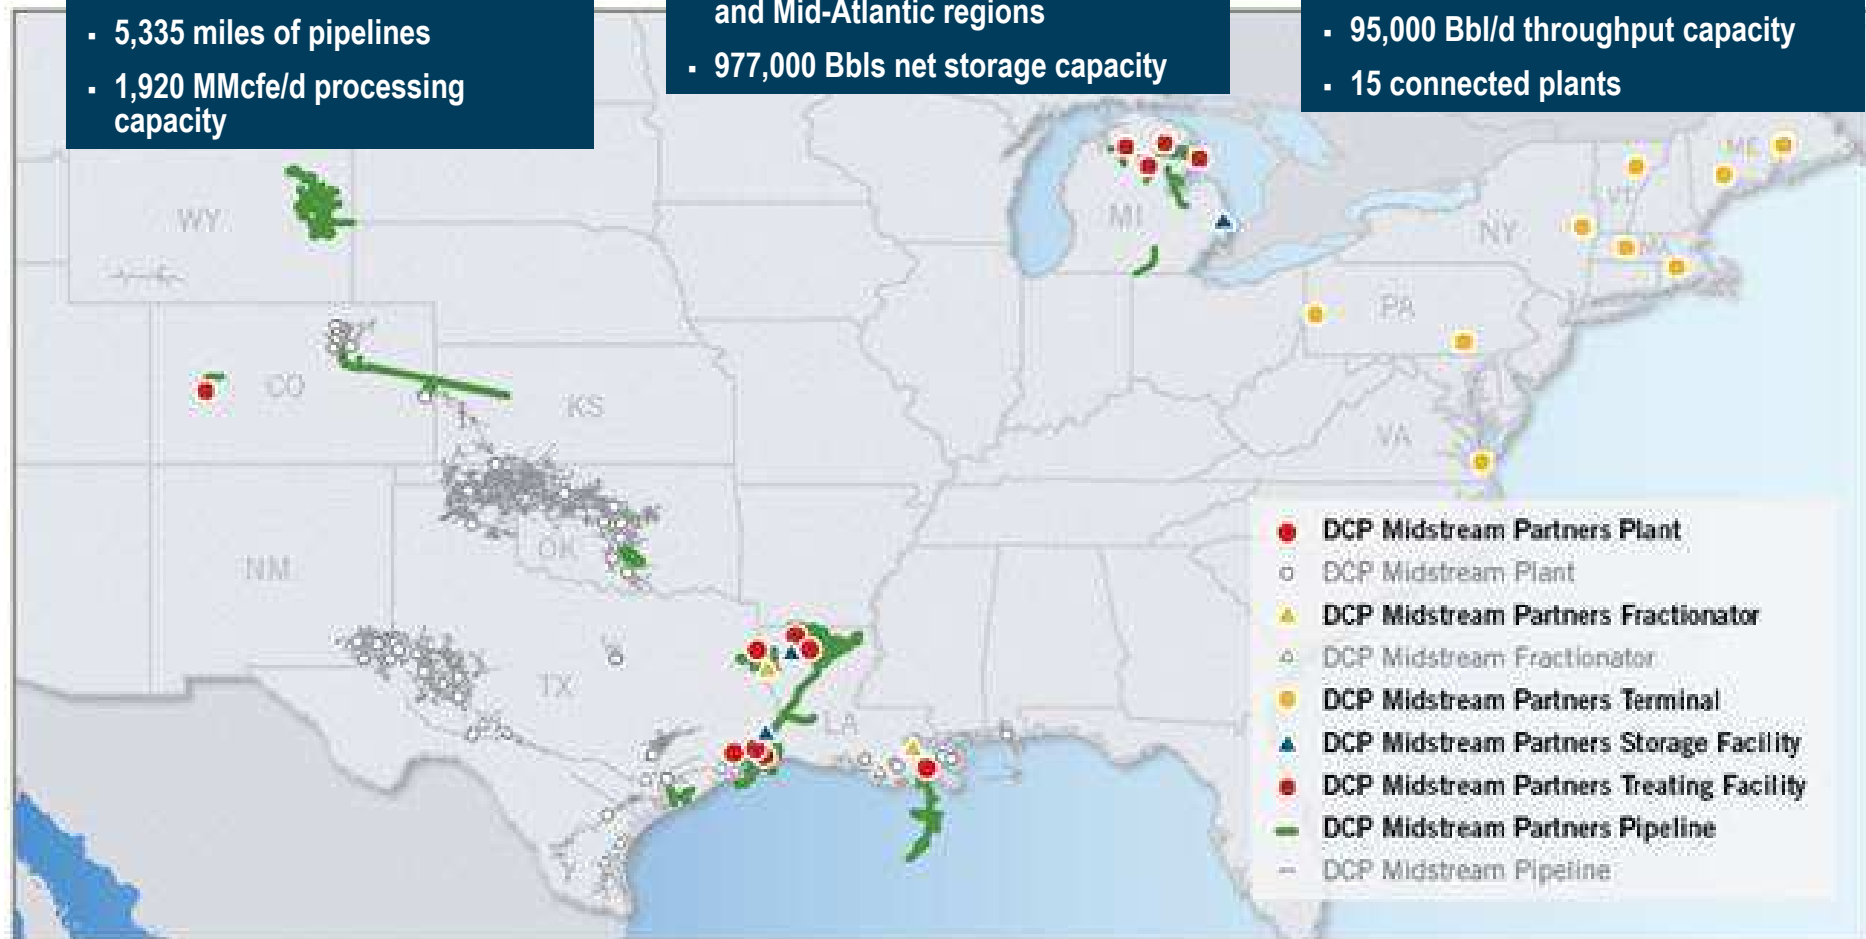 ▪ 5,335 miles of pipelines
▪ 1,920 MMcfe/d processing
capacity
and Mid-Atlantic regions
▪ 977,000 Bbls net storage capacity
▪ 95,000 Bbl/d throughput capacity
▪ 15 connected plants
WY
MI
NY
VT
ME
MA
PA
CO
KS
VA
NM
OK
TX
LA
DCP Midstream Partners Plant
DCP Midstream Plant
DCP Midstream Partners Fractionator
DCP Midstream Fractionator
DCP Midstream Partners Terminal
DCP Midstream Partners Storage Facility
DCP Midstream Partners Treating Facility
DCP Midstream Partners Pipeline
DCP Midstream Pipeline